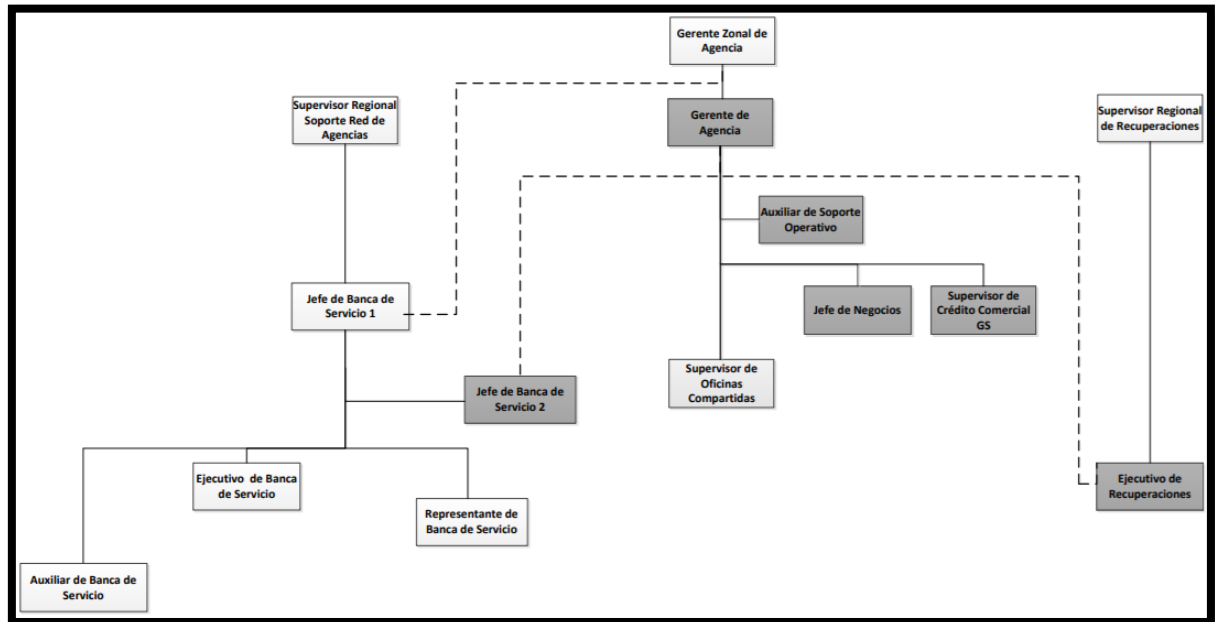 Gerente Zonal de
Agencia
Supervisor Regional
Soporte Red de
Agencias
Gerente de
Agencia
Supervisor Regional
de Recuperaciones
Auxiliar de Soporte
Operativo
Jefe de Banca de
Servicio 1
Jefe de Negocios
Supervisor de
Crédito Comercial
GS
Supervisor de
Oficinas
Compartidas
Jefe de Banca de
Servicio 2
Ejecutivo de Banca
de Servicio
Ejecutivo de
Recuperaciones
Representante de
Banca de Servicio
Auxiliar de Banca de
Servicio